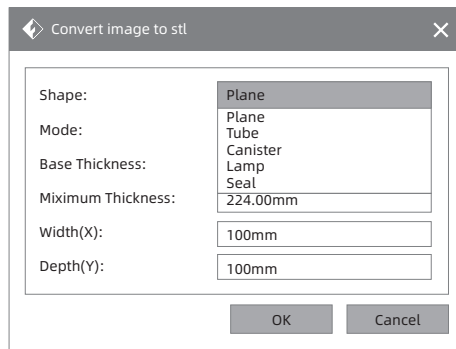 Convert image to stl
Shape:
Plane
Plane
Tube
Canister
Lamp
Seal
Mode:
Base Thickness:
Miximum Thickness:
224.00mm
Width(X):
100mm
Depth(Y):
100mm
OK
Cancel